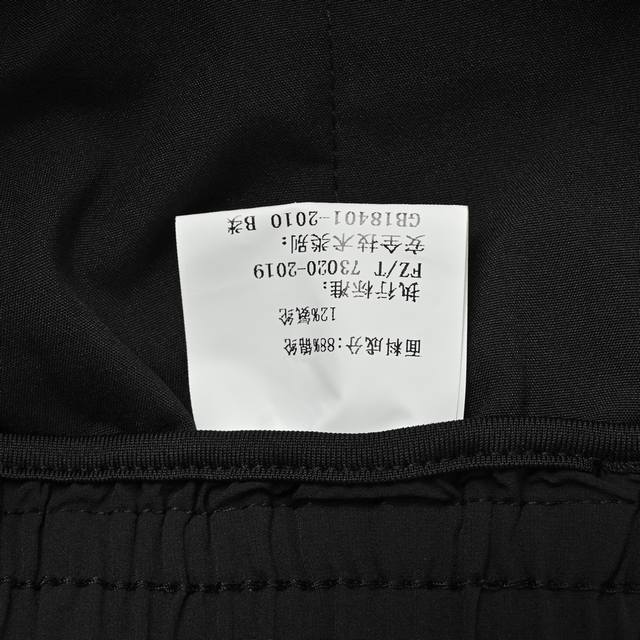 面料成分:88%锦纶
12%氨纶
执行标准:
FZ/T 73020-2019
安全技术类别:
GB18401-2010 B类